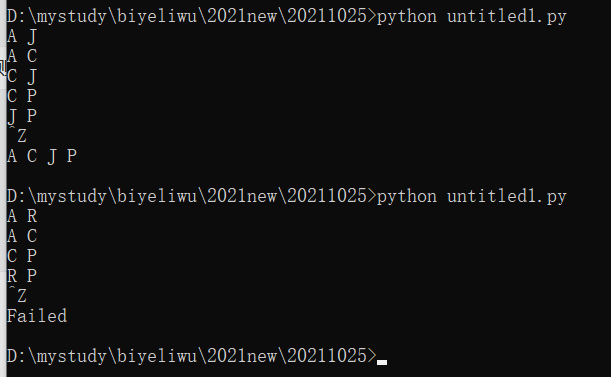 D:\mystudy\biyeliwu\2021new\20211025>python untitled1.py
A J
A C
C J
C P
J P
^Z
A C J P
D:\mystudy\biyeliwu\2021new\20211025>python untitled1.py
A R
A C
C P
R P
^Z
Failed
D:\mystudy\biyeliwu\2021new\20211025>